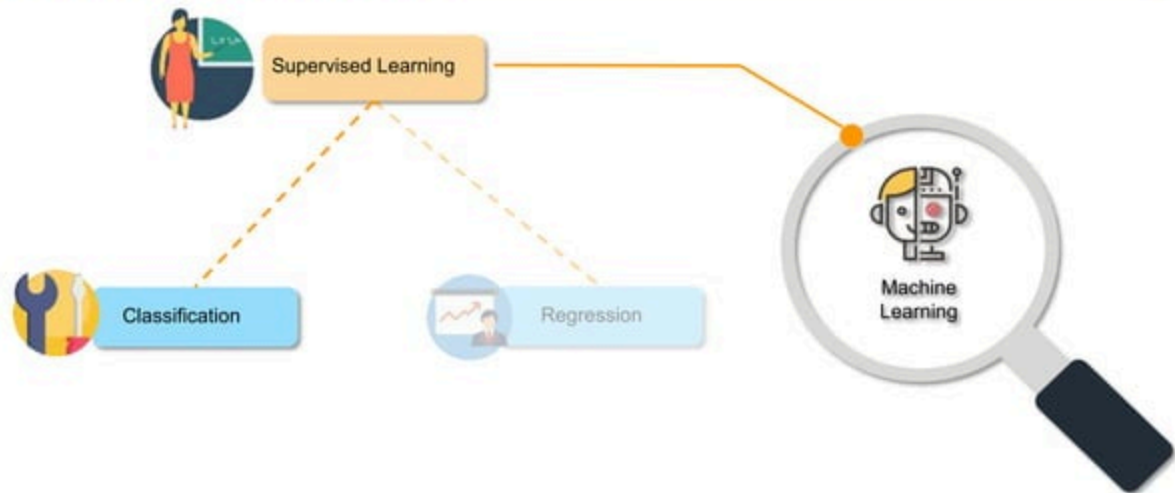 Supervised Learning
Classification
Regression
Machine
Learning